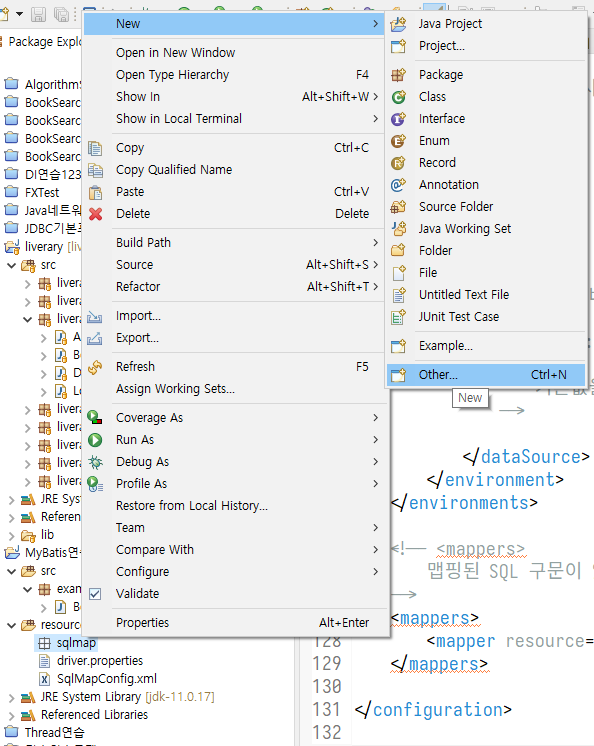 New
Java Project
Project...
Package Explo
Open in New Window
Open Type Hierarchy F4
Package
AlgorithmS
Show In Alt+Shift+W
Class
BookSearc
Show in Local Terminal
Interface
BookSearc
Enum
BookSearc
Copy Ctrl+C
Record
BookSearc
Copy Qualified Name
Annotation
DI연습123
Paste Ctrl+V
Source Folder
FXTest
Delete Delete
Java Working Set
Java네트워
Folder
JDBC기본
Build Path
File
liverary [liv
Source Alt+Shift+S
Untitled Text File
src
Refactor Alt+Shift+T
JUnit Test Case
livera
livera
Import...
Example...
livera
Export...
Other... Ctrl+N
A
New
B
Refresh F5
D
Assign Working Sets...
Lo
livera
Coverage As
livera
Run As
livera
Debug As
livera
Profile As
JRE Syst
Restore from Local History...
Referenc
Team
lib
Compare With
MyBatis연
Configure
src
Validate
exam
B
Properties Alt+Enter
resourc
sqlmap
driver.properties
SqlMapConfig.xml
JRE System Library [jdk-11.0.17]
Referenced Libraries
Thread연습
-->
</dataSource>
</environment>
</environments>
<!-- <mappers>
맵핑된 SQL 구문이
-->
<mappers>
128 <mapper resource=
129 </mappers>
130
131 </configuration>
132